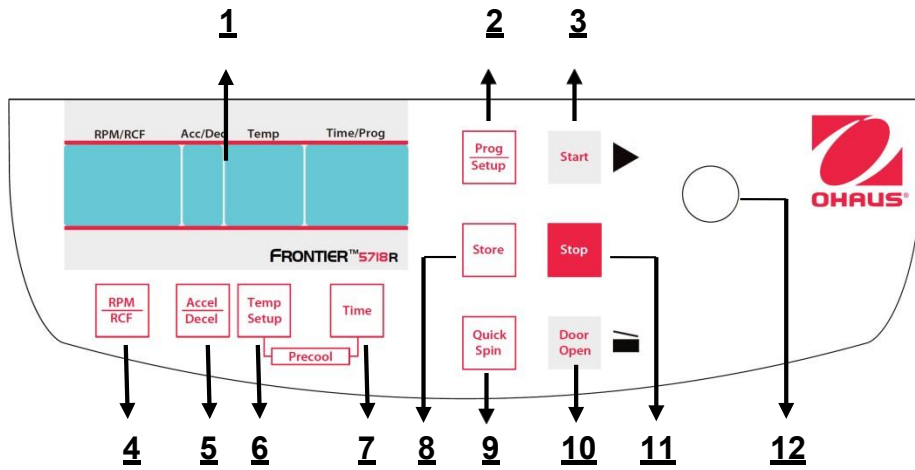 1 2 3
RPM/RCF Acc/Dec Temp Time/Prog
Prog
Setup
Start
OHAUS®
FRONTIER™5718R
Store
Stop
RPM
RCF
Accel
Decel
Temp
Setup
Time
Precool
Quick
Spin
Door
Open
4 5 6 7 8 9 10 11 12